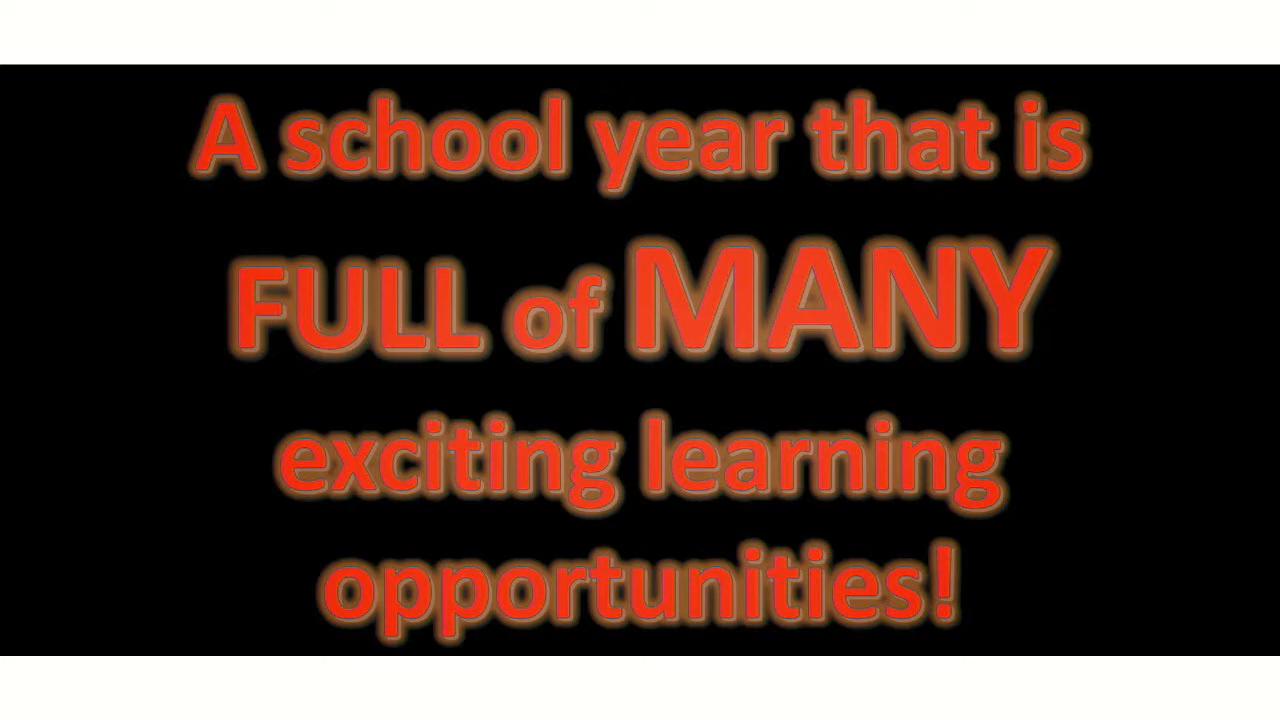 A school year that is
FULL of MANY
exciting learning
opportunities!